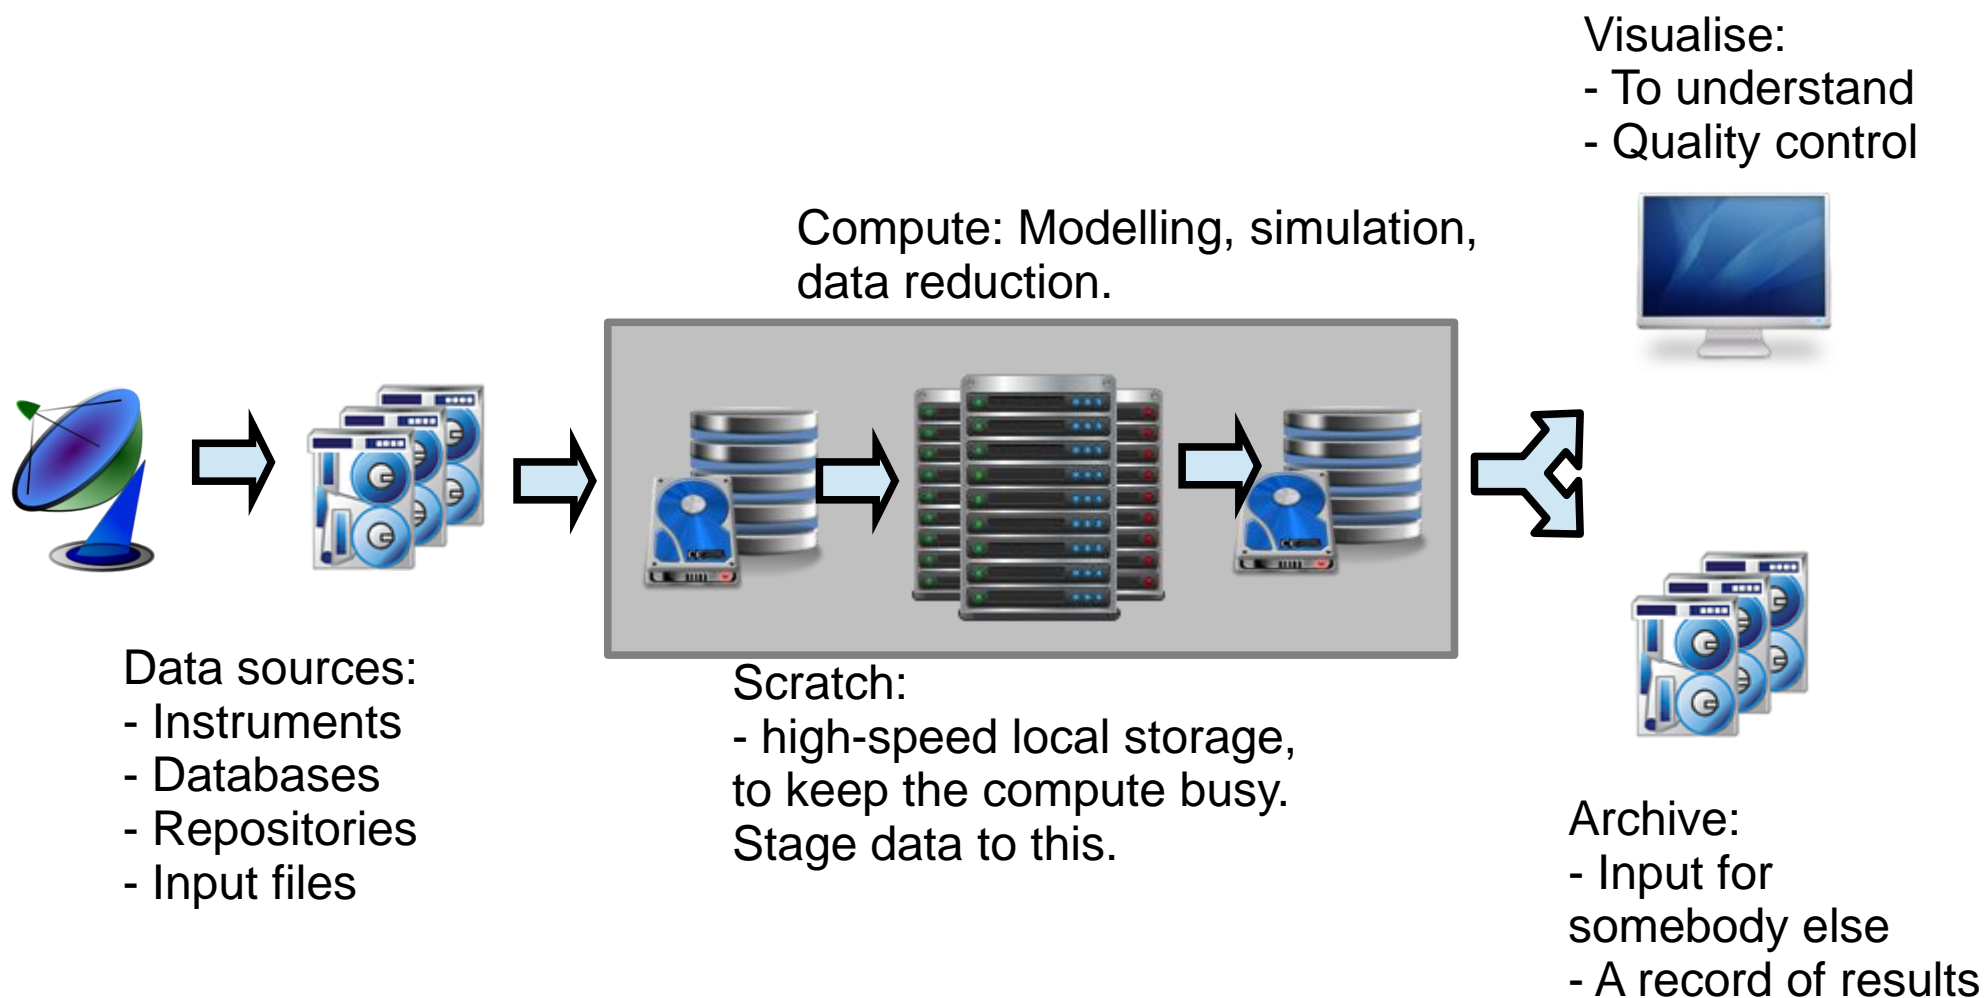 Visualise:
- To understand
- Quality control
Compute: Modelling, simulation,
data reduction.
Data sources:
- Instruments
- Databases
- Repositories
- Input files
Scratch:
- high-speed local storage,
to keep the compute busy.
Stage data to this.
Archive:
- Input for
somebody else
- A record of results